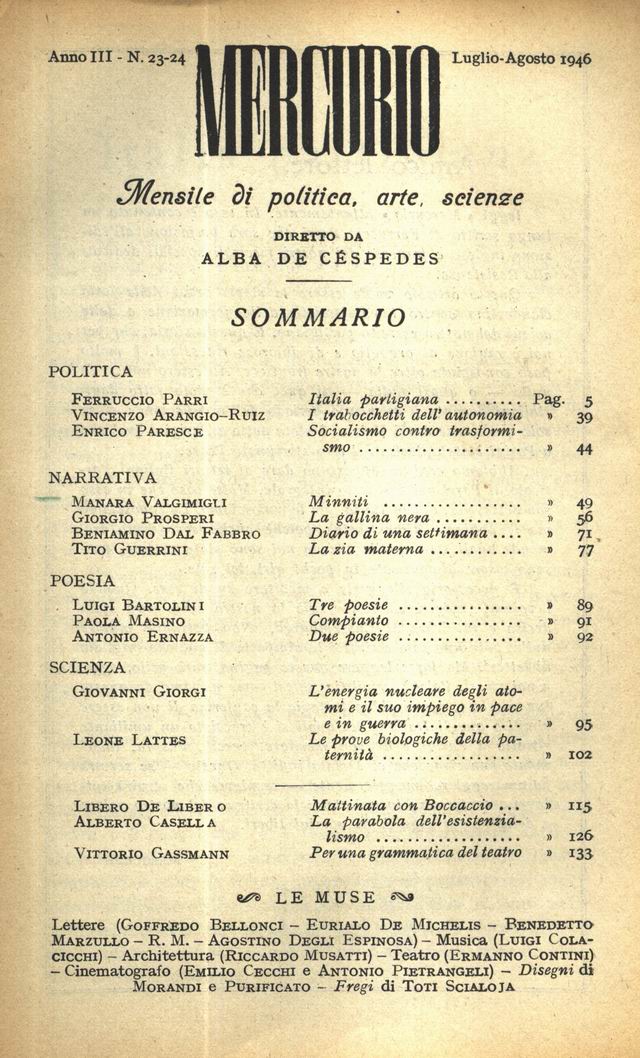 Anno III - N. 23-24
MERCURIO
Luglio-Agosto 1946
Mensile di politica, arte, scienze
DIRETTO DA
ALBA DE CÉSPEDES
SOMMARIO
POLITICA
FERRUCCIO PARRI Italia partigiana .......... Pag. 5
VINCENZO ARANGIO-RUIZ I trabocchetti dell'autonomia » 39
ENRICO PARESCE Socialismo contro trasformi-
smo ...................... » 44
NARRATIVA
MANARA VALGIMIGLI Minniti .................. » 49
GIORGIO PROSPERI La gallina nera ........... » 56
BENIAMINO DAL FABBRO Diario di una settimana .... » 71
TITO GUERRINI La zia materna ............ » 77
POESIA
LUIGI BARTOLINI Tre poesie ................ » 89
PAOLA MASINO Compianto ................ » 91
ANTONIO ERNAZZA Due poesie ................ » 92
SCIENZA
GIOVANNI GIORGI L'energia nucleare degli ato-
mi e il suo impiego in pace
e in guerra .............. » 95
LEONE LATTES Le prove biologiche della pa-
ternità .................. » 102
LIBERO DE LIBERO Mattinata con Boccaccio ... » 115
ALBERTO CASELLA La parabola dell'esistenzia-
lismo .................... » 126
VITTORIO GASSMANN Per una grammatica del teatro » 133
LE MUSE
Lettere (GOFFREDO BELLONCI – EURIALO DE MICHELIS – BENEDETTO
MARZULLO – R. M. – AGOSTINO DEGLI ESPINOSA) – Musica (LUIGI COLA-
CICCHI) – Architettura (RICCARDO MUSATTI) – Teatro (ERMANNO CONTINI)
– Cinematografo (EMILIO CECCHI e ANTONIO PIETRANGELI) – Disegni di
MORANDI e PURIFICATO – Fregi di TOTI SCIALOJA